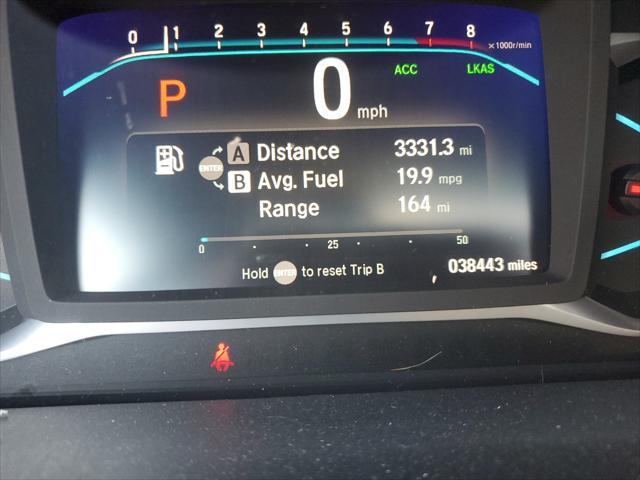 0 1 2 3 4 5 6 7 8 ×1000r/min
P 0 mph ACC LKAS
ENTER A Distance 3331.3 mi
B Avg. Fuel 19.9 mpg
Range 164 mi
0 25 50
Hold ENTER to reset Trip B 038443 miles